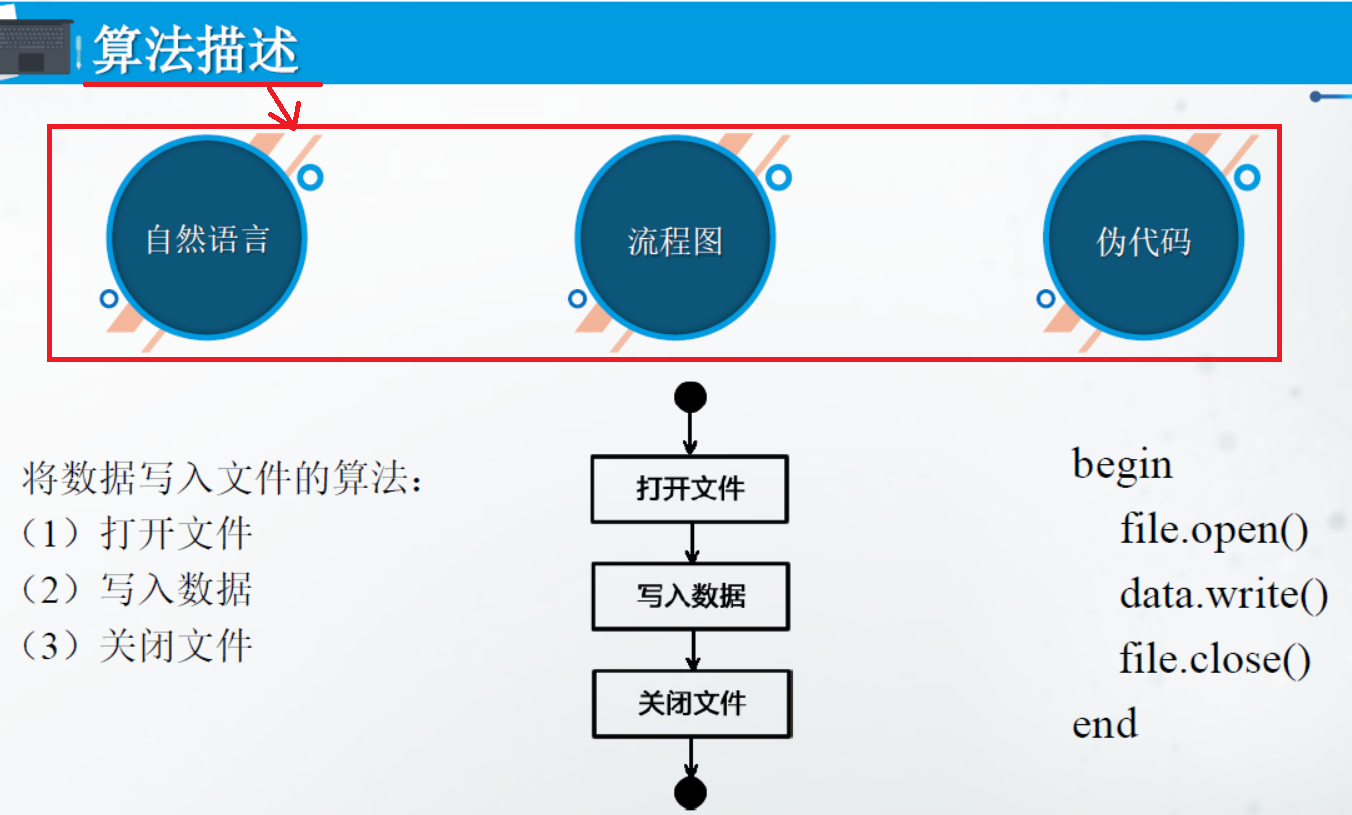 算法描述
自然语言
流程图
伪代码
将数据写入文件的算法：
（1）打开文件
（2）写入数据
（3）关闭文件
打开文件
写入数据
关闭文件
begin
file.open()
data.write()
file.close()
end